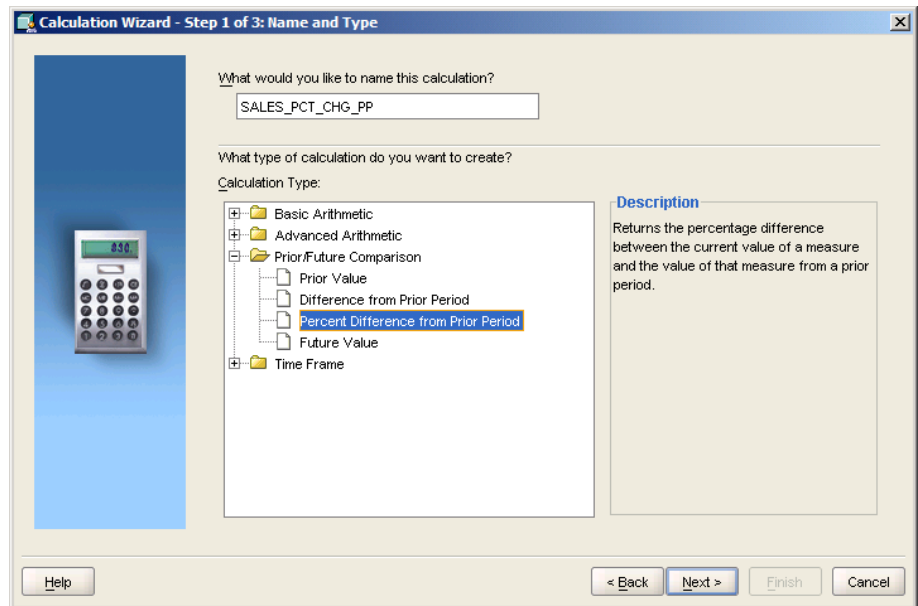 Calculation Wizard - Step 1 of 3: Name and Type
What would you like to name this calculation?
SALES_PCT_CHG_PP
What type of calculation do you want to create?
Calculation Type:
Basic Arithmetic
Advanced Arithmetic
Prior/Future Comparison
Prior Value
Difference from Prior Period
Percent Difference from Prior Period
Future Value
Time Frame
Description
Returns the percentage difference
between the current value of a measure
and the value of that measure from a prior
period.
Help
< Back
Next >
Finish
Cancel